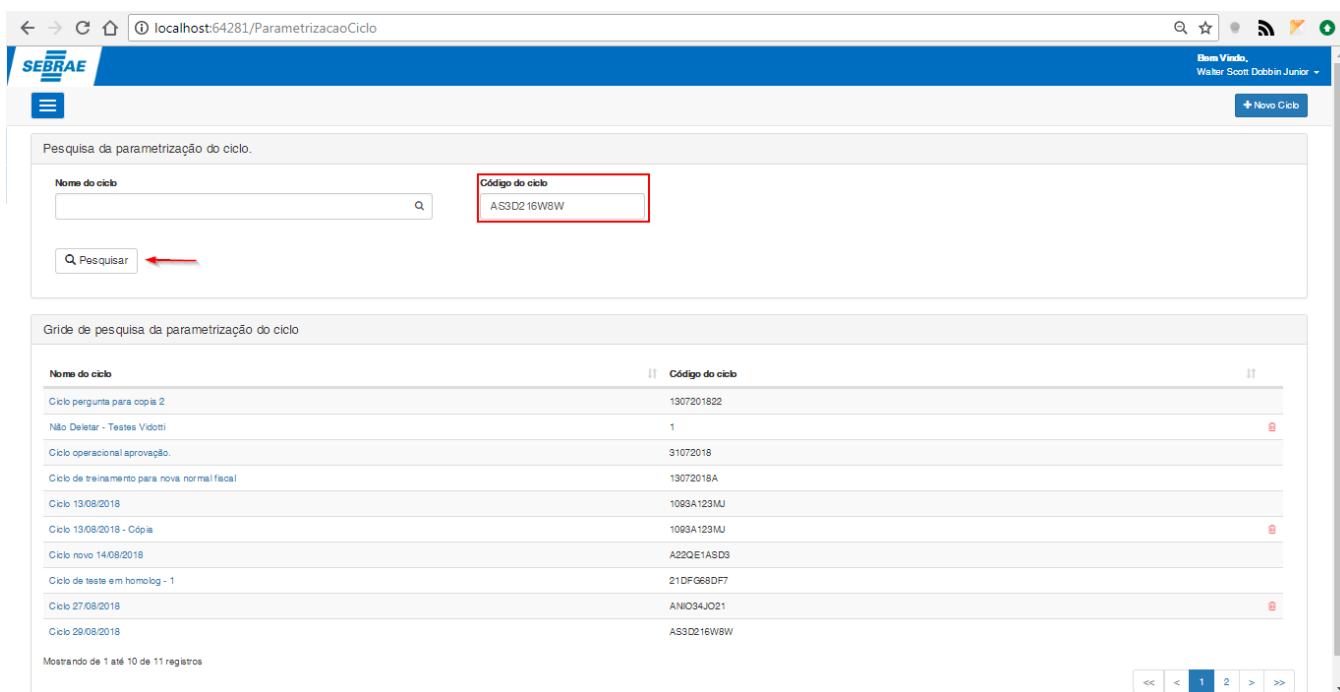 localhost:64281/ParametrizacaoCiclo
SEBRAE
Bem Vindo,
Walter Scott Dobbin Junior
Novo Ciclo
Pesquisa da parametrização do ciclo.
Nome do ciclo Código do ciclo
AS3D216W8W
Pesquisar
Gride de pesquisa da parametrização do ciclo
Nome do ciclo Código do ciclo
Ciclo pergunta para copia 2 1307201822
Não Deletar - Testes Vidotti 1
Ciclo operacional aprovação. 31072018
Ciclo de treinamento para nova normal fiscal 13072018A
Ciclo 13/08/2018 1093A123MJ
Ciclo 13/08/2018 - Cópia 1093A123MJ
Ciclo novo 14/08/2018 A22QE1ASD3
Ciclo de teste em homolog - 1 21DFG68DF7
Ciclo 27/08/2018 ANIO34JO21
Ciclo 29/08/2018 AS3D216W8W
Mostrando de 1 até 10 de 11 registros
<< < 1 2 > >>